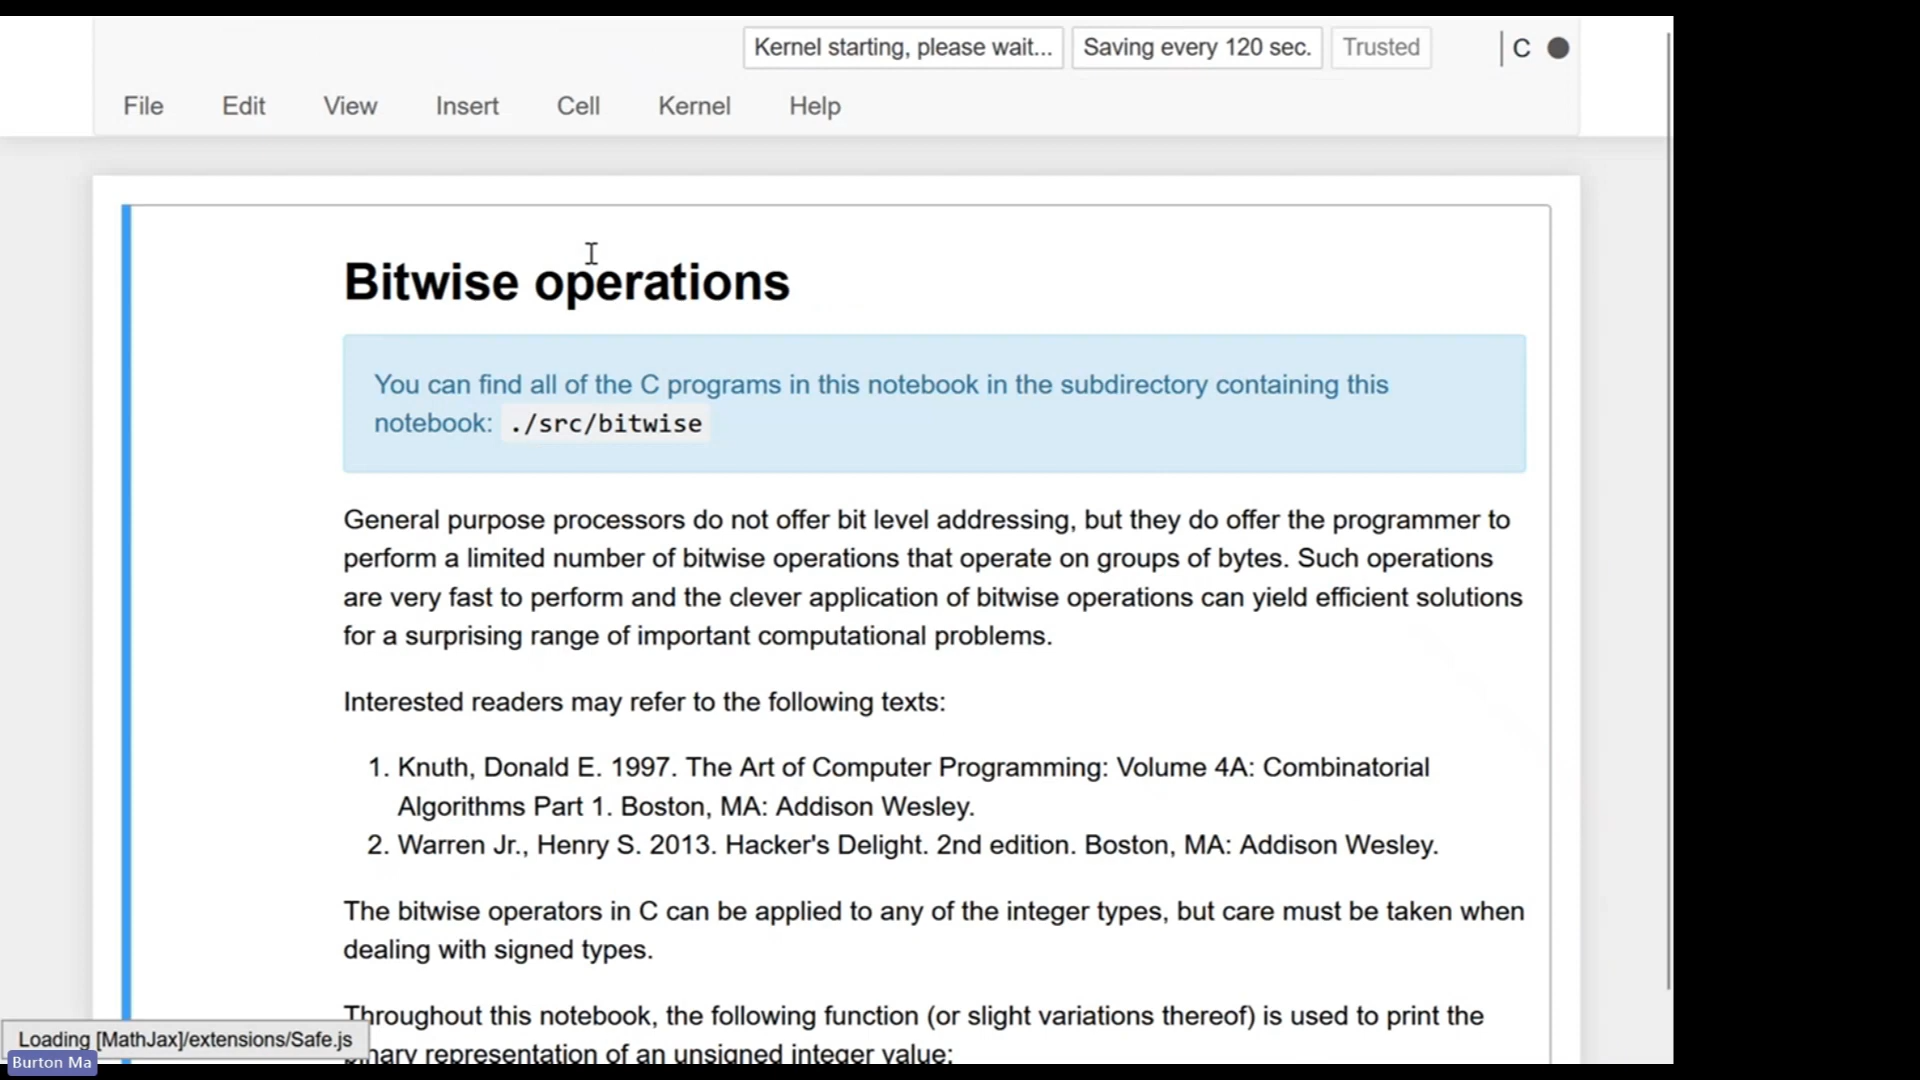 Kernel starting, please wait... Saving every 120 sec. Trusted C
File Edit View Insert Cell Kernel Help
Bitwise operations
You can find all of the C programs in this notebook in the subdirectory containing this
notebook: ./src/bitwise
General purpose processors do not offer bit level addressing, but they do offer the programmer to
perform a limited number of bitwise operations that operate on groups of bytes. Such operations
are very fast to perform and the clever application of bitwise operations can yield efficient solutions
for a surprising range of important computational problems.
Interested readers may refer to the following texts:
1. Knuth, Donald E. 1997. The Art of Computer Programming: Volume 4A: Combinatorial
Algorithms Part 1. Boston, MA: Addison Wesley.
2. Warren Jr., Henry S. 2013. Hacker's Delight. 2nd edition. Boston, MA: Addison Wesley.
The bitwise operators in C can be applied to any of the integer types, but care must be taken when
dealing with signed types.
Throughout this notebook, the following function (or slight variations thereof) is used to print the
binary representation of an unsigned integer value:
Loading [MathJax]/extensions/Safe.js
Burton Ma